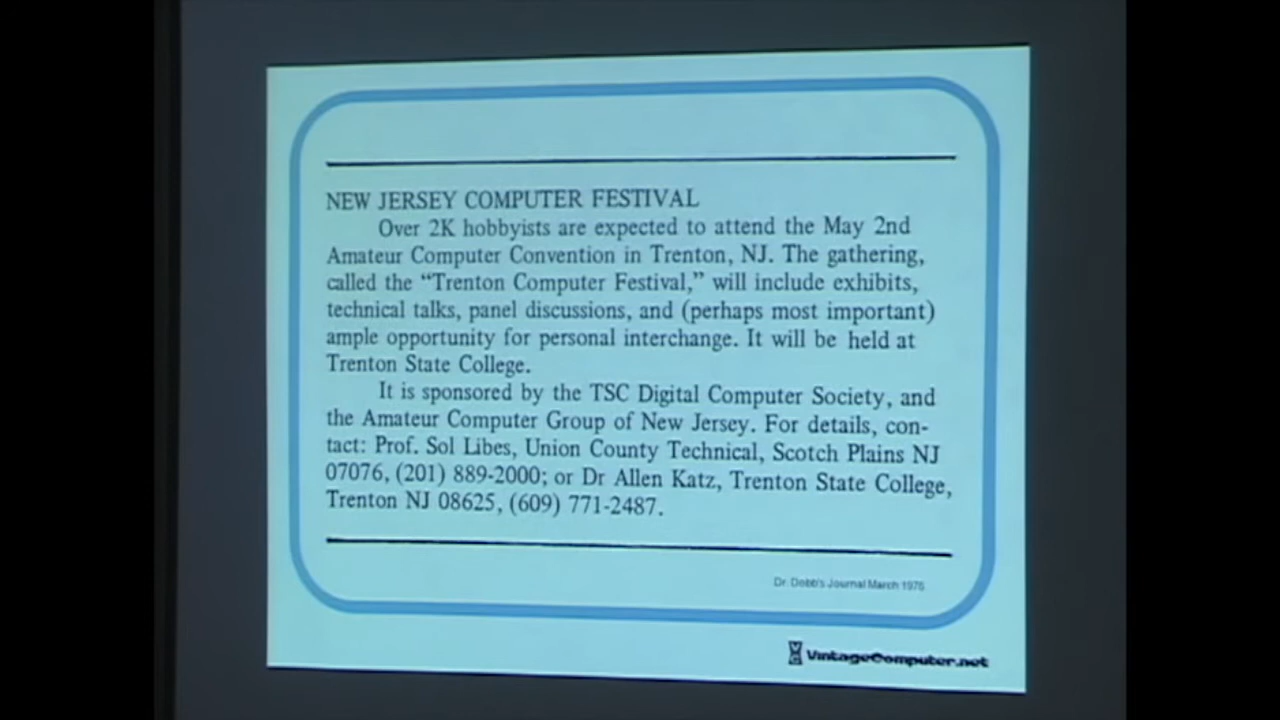 NEW JERSEY COMPUTER FESTIVAL
Over 2K hobbyists are expected to attend the May 2nd
Amateur Computer Convention in Trenton, NJ. The gathering,
called the “Trenton Computer Festival,” will include exhibits,
technical talks, panel discussions, and (perhaps most important)
ample opportunity for personal interchange. It will be held at
Trenton State College.
It is sponsored by the TSC Digital Computer Society, and
the Amateur Computer Group of New Jersey. For details, con-
tact: Prof. Sol Libes, Union County Technical, Scotch Plains NJ
07076, (201) 889-2000; or Dr Allen Katz, Trenton State College,
Trenton NJ 08625, (609) 771-2487.
Dr. Dobb's Journal March 1976
VintageComputer.net